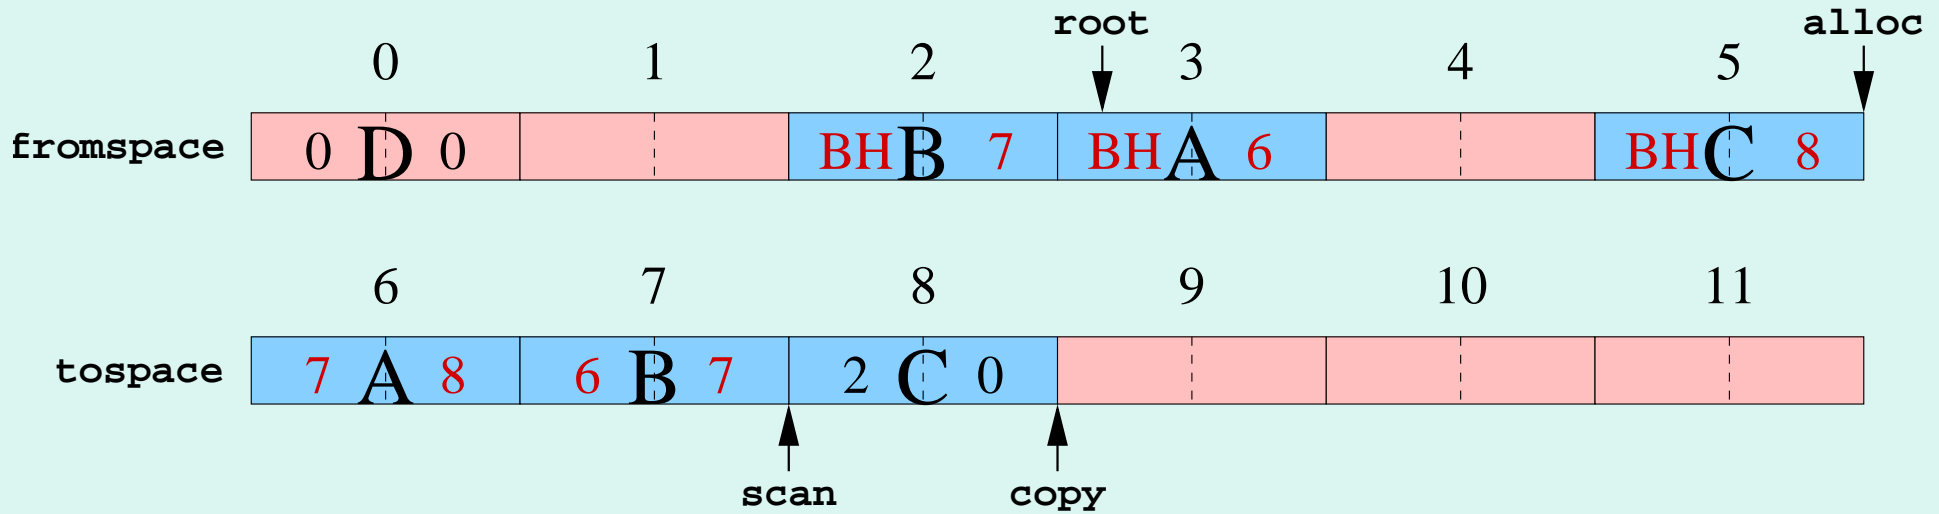 root alloc
0 1 2 3 4 5
fromspace 0 D 0 BH B 7 BH A 6 BH C 8
6 7 8 9 10 11
tospace 7 A 8 6 B 7 2 C 0
scan copy